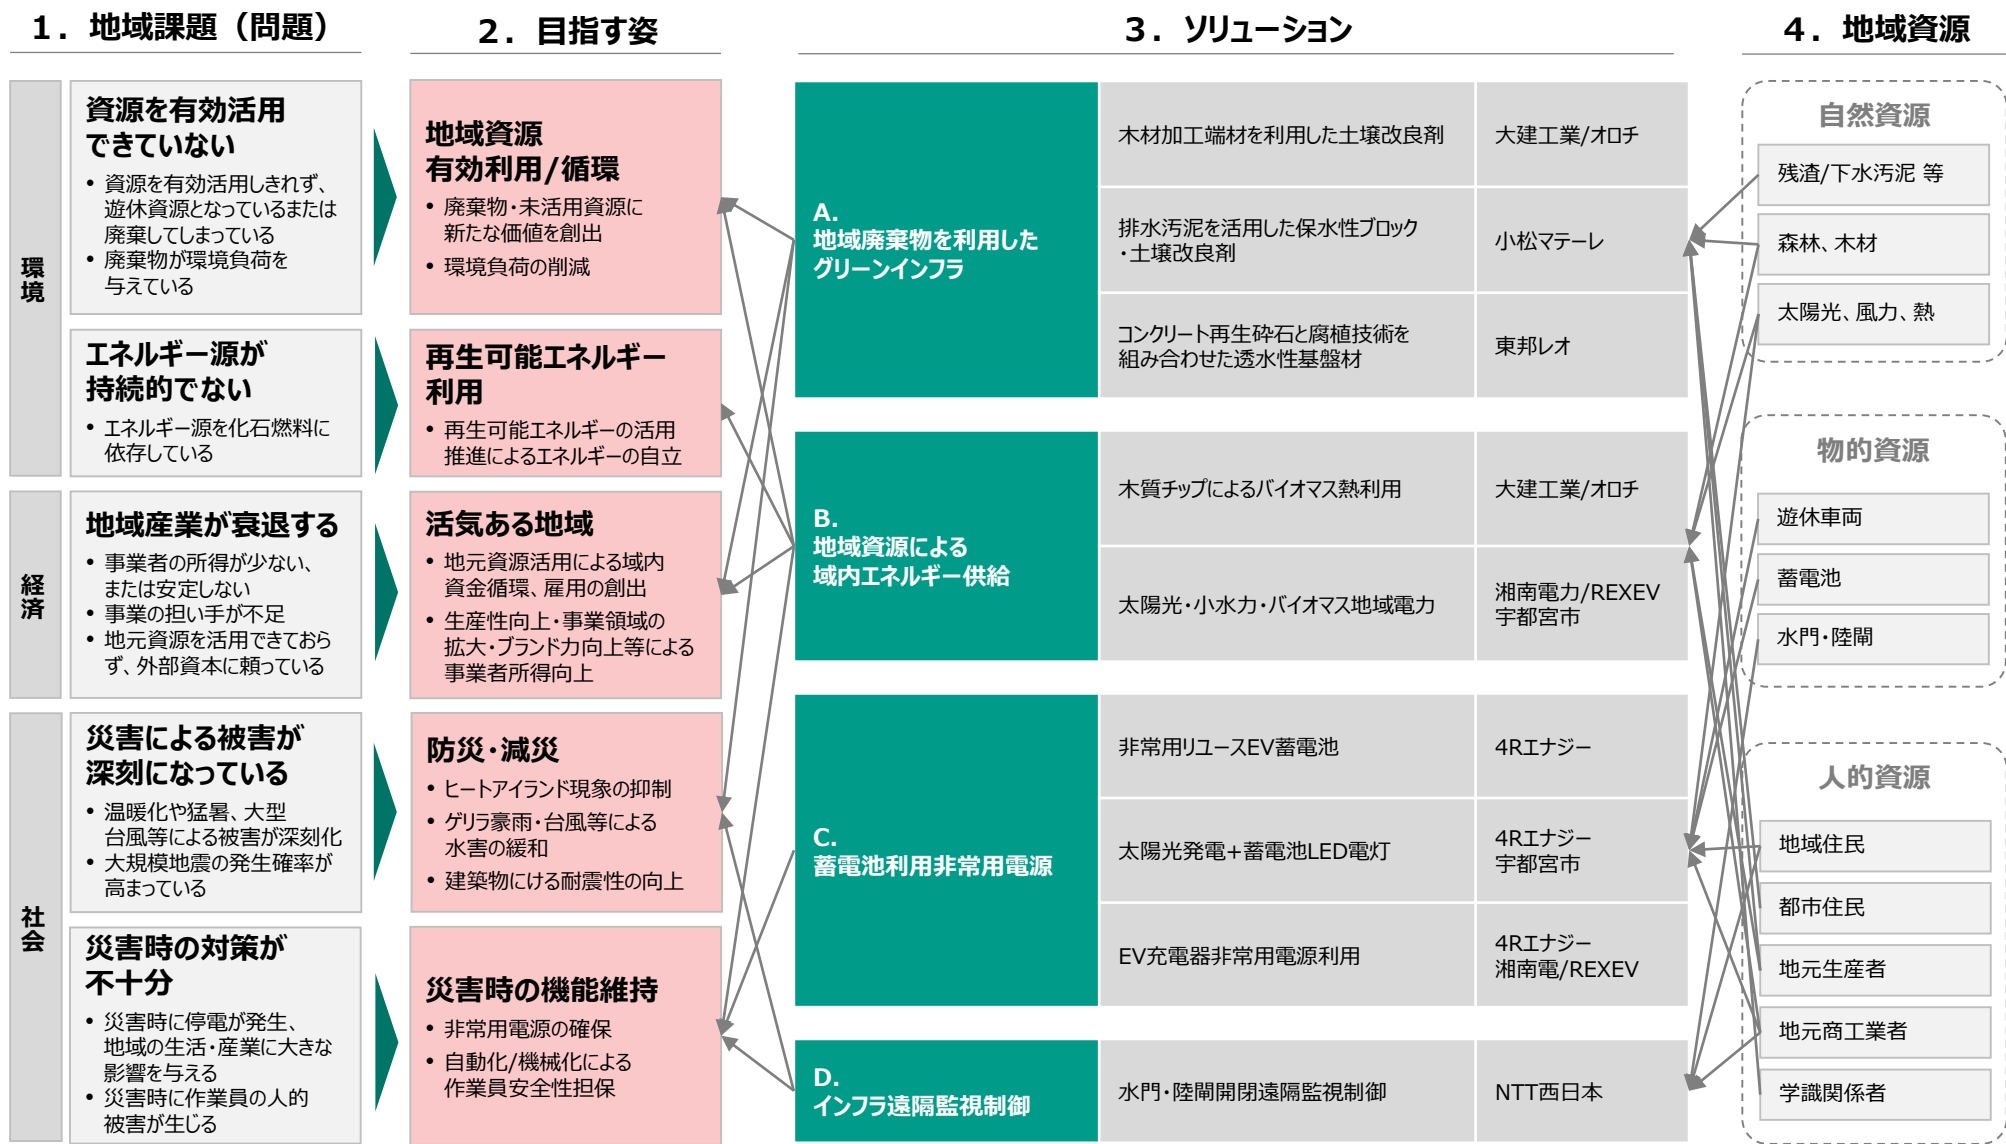 1．地域課題（問題）
2．目指す姿
3．ソリューション
4．地域資源
環境
資源を有効活用
できていない
• 資源を有効活用しきれず、
遊休資源となっているまたは
廃棄してしまっている
• 廃棄物が環境負荷を
与えている
エネルギー源が
持続的でない
• エネルギー源を化石燃料に
依存している
経済
地域産業が衰退する
• 事業者の所得が少ない、
または安定しない
• 事業の担い手が不足
• 地元資源を活用できておら
ず、外部資本に頼っている
社会
災害による被害が
深刻になっている
• 温暖化や猛暑、大型
台風等による被害が深刻化
• 大規模地震の発生確率が
高まっている
災害時の対策が
不十分
• 災害時に停電が発生、
地域の生活・産業に大きな
影響を与える
• 災害時に作業員の人的
被害が生じる
地域資源
有効利用/循環
• 廃棄物・未活用資源に
新たな価値を創出
• 環境負荷の削減
再生可能エネルギー
利用
• 再生可能エネルギーの活用
推進によるエネルギーの自立
活気ある地域
• 地元資源活用による域内
資金循環、雇用の創出
• 生産性向上・事業領域の
拡大・ブランド力向上等による
事業者所得向上
防災・減災
• ヒートアイランド現象の抑制
• ゲリラ豪雨・台風等による
水害の緩和
• 建築物にける耐震性の向上
災害時の機能維持
• 非常用電源の確保
• 自動化/機械化による
作業員安全性担保
A.
地域廃棄物を利用した
グリーンインフラ
木材加工端材を利用した土壌改良剤
大建工業/オロチ
排水汚泥を活用した保水性ブロック
・土壌改良剤
小松マテーレ
コンクリート再生砕石と腐植技術を
組み合わせた透水性基盤材
東邦レオ
B.
地域資源による
域内エネルギー供給
木質チップによるバイオマス熱利用
大建工業/オロチ
太陽光・小水力・バイオマス地域電力
湘南電力/REXEV
宇都宮市
C.
蓄電池利用非常用電源
非常用リユースEV蓄電池
4Rエナジー
太陽光発電+蓄電池LED電灯
4Rエナジー
宇都宮市
EV充電器非常用電源利用
4Rエナジー
湘南電/REXEV
D.
インフラ遠隔監視制御
水門・陸閘開閉遠隔監視制御
NTT西日本
自然資源
残渣/下水汚泥 等
森林、木材
太陽光、風力、熱
物的資源
遊休車両
蓄電池
水門・陸閘
人的資源
地域住民
都市住民
地元生産者
地元商工業者
学識関係者